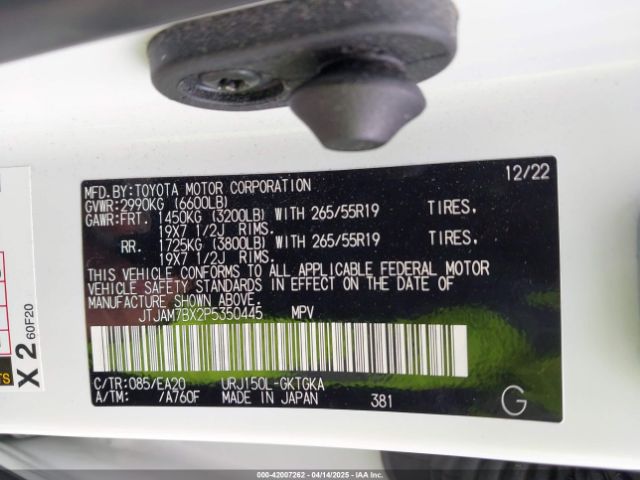 MFD.BY:TOYOTA MOTOR CORPORATION 12/22
GVWR:2990KG (6600LB)
GAWR:FRT. 1450KG (3200LB) WITH 265/55R19 TIRES.
19X7 1/2J RIMS.
RR. 1725KG (3800LB) WITH 265/55R19 TIRES.
19X7 1/2J RIMS.
THIS VEHICLE CONFORMS TO ALL APPLICABLE FEDERAL MOTOR
VEHICLE SAFETY STANDARDS IN EFFECT ON THE DATE OF
MANUFACTURE SHOWN ABOVE.
JTJAM7BX2P5350445 MPV
C/TR:085/EA20 URJ150L-GKTGKA
A/TM: /A760F MADE IN JAPAN 381
G
X 2
60F20
000-42007262 - 04/14/2025 - IAA Inc.